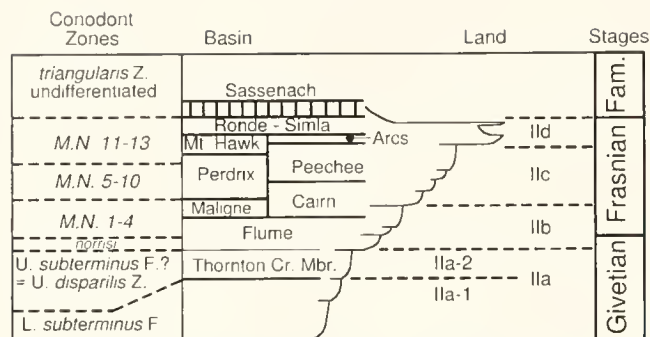 Conodont
Zones
Basin
Land
Stages
triangularis Z.
undifferentiated
Sassenach
Fam.
Ronde - Simla
M.N. 11-13
Mt Hawk
Arcs
IId
M.N. 5-10
Perdrix
Peechee
IIc
Frasnian
Maligne
Cairn
M.N. 1-4
Flume
IIb
norrisi
U. subterminus F.?
= U. disparilis Z.
Thornton Cr. Mbr.
IIa-2
IIa
IIa-1
Givetian
L. subterminus F